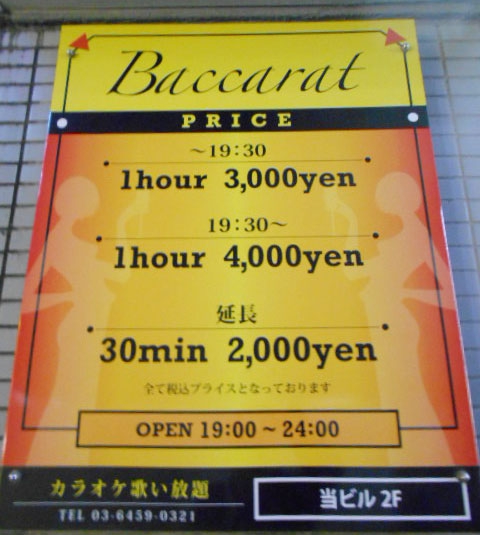 Baccarat
PRICE
～19:30
1hour 3,000yen
19:30～
1hour 4,000yen
延長
30min 2,000yen
全て税込プライスとなっております
OPEN 19:00～24:00
カラオケ歌い放題
TEL 03-6459-0321
当ビル 2F